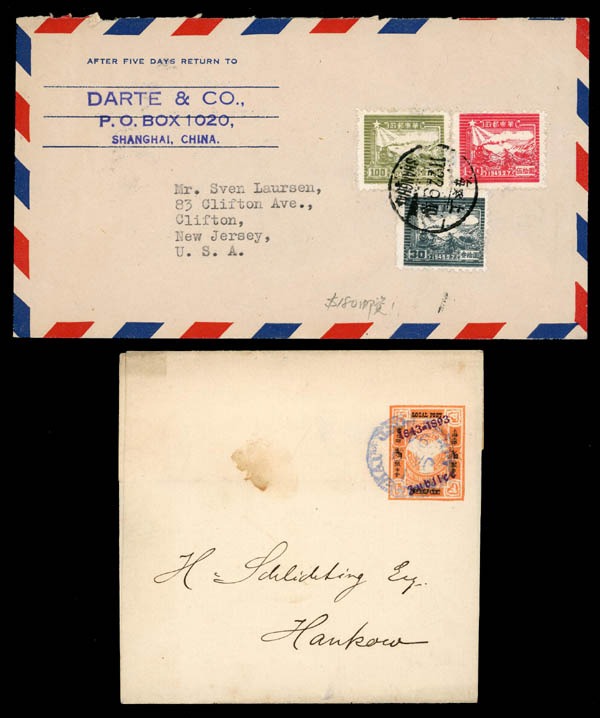 AFTER FIVE DAYS RETURN TO
DARTE & CO.,
P. O. BOX 1020,
SHANGHAI, CHINA.
Mr. Sven Laursen,
83 Clifton Ave.,
Clifton,
New Jersey,
U. S. A.
100
30
LOCAL POST
1843-1893
Jubilee
H. Schlichting Esq.
Hankow